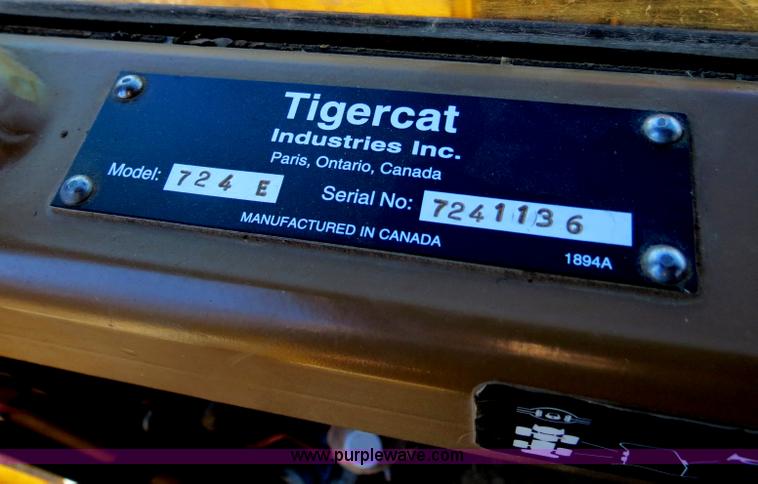 Tigercat
Industries Inc.
Paris, Ontario, Canada
Model: 724 E
Serial No: 7241136
MANUFACTURED IN CANADA
1894A
www.purplewave.com